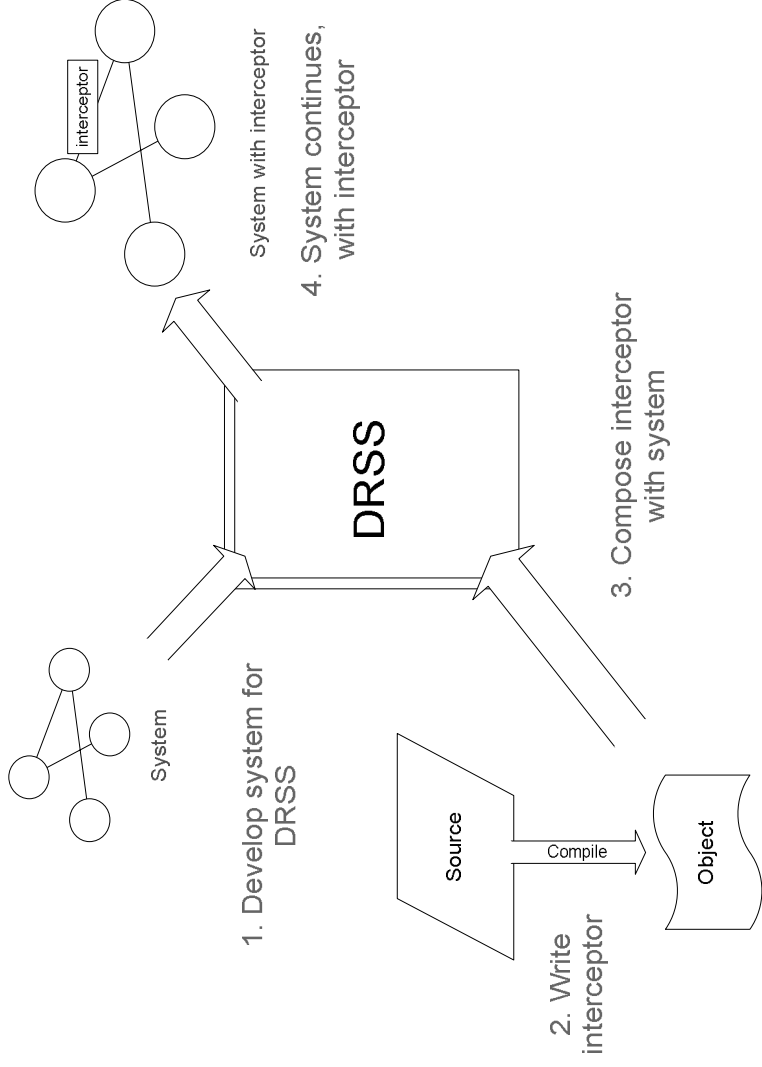 System
1. Develop system for
DRSS
Source
Compile
Object
2. Write
interceptor
DRSS
3. Compose interceptor
with system
interceptor
System with interceptor
4. System continues,
with interceptor